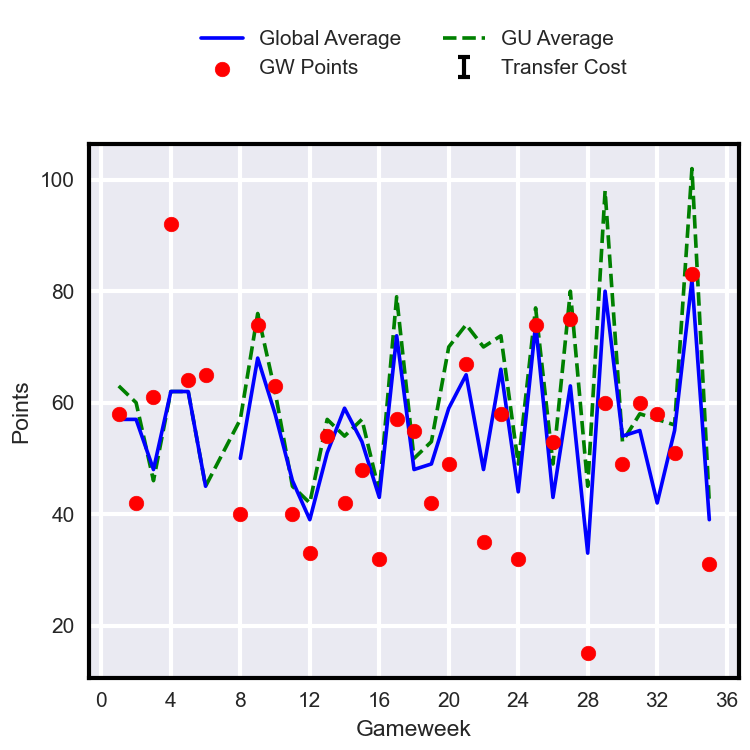 Global Average
GU Average
GW Points
Transfer Cost
100
80
60
40
20
Points
0 4 8 12 16 20 24 28 32 36
Gameweek